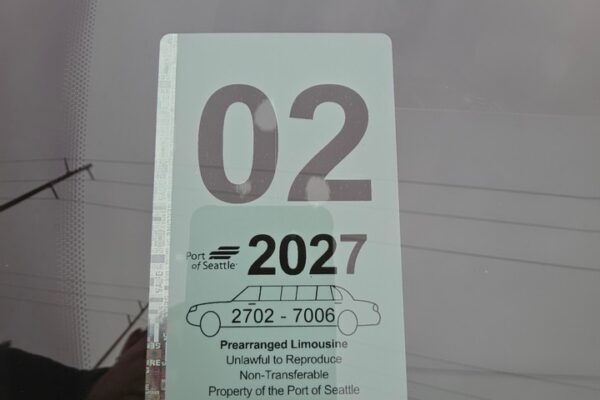 02
Port
of Seattle
2027
2702 - 7006
Prearranged Limousine
Unlawful to Reproduce
Non-Transferable
Property of the Port of Seattle